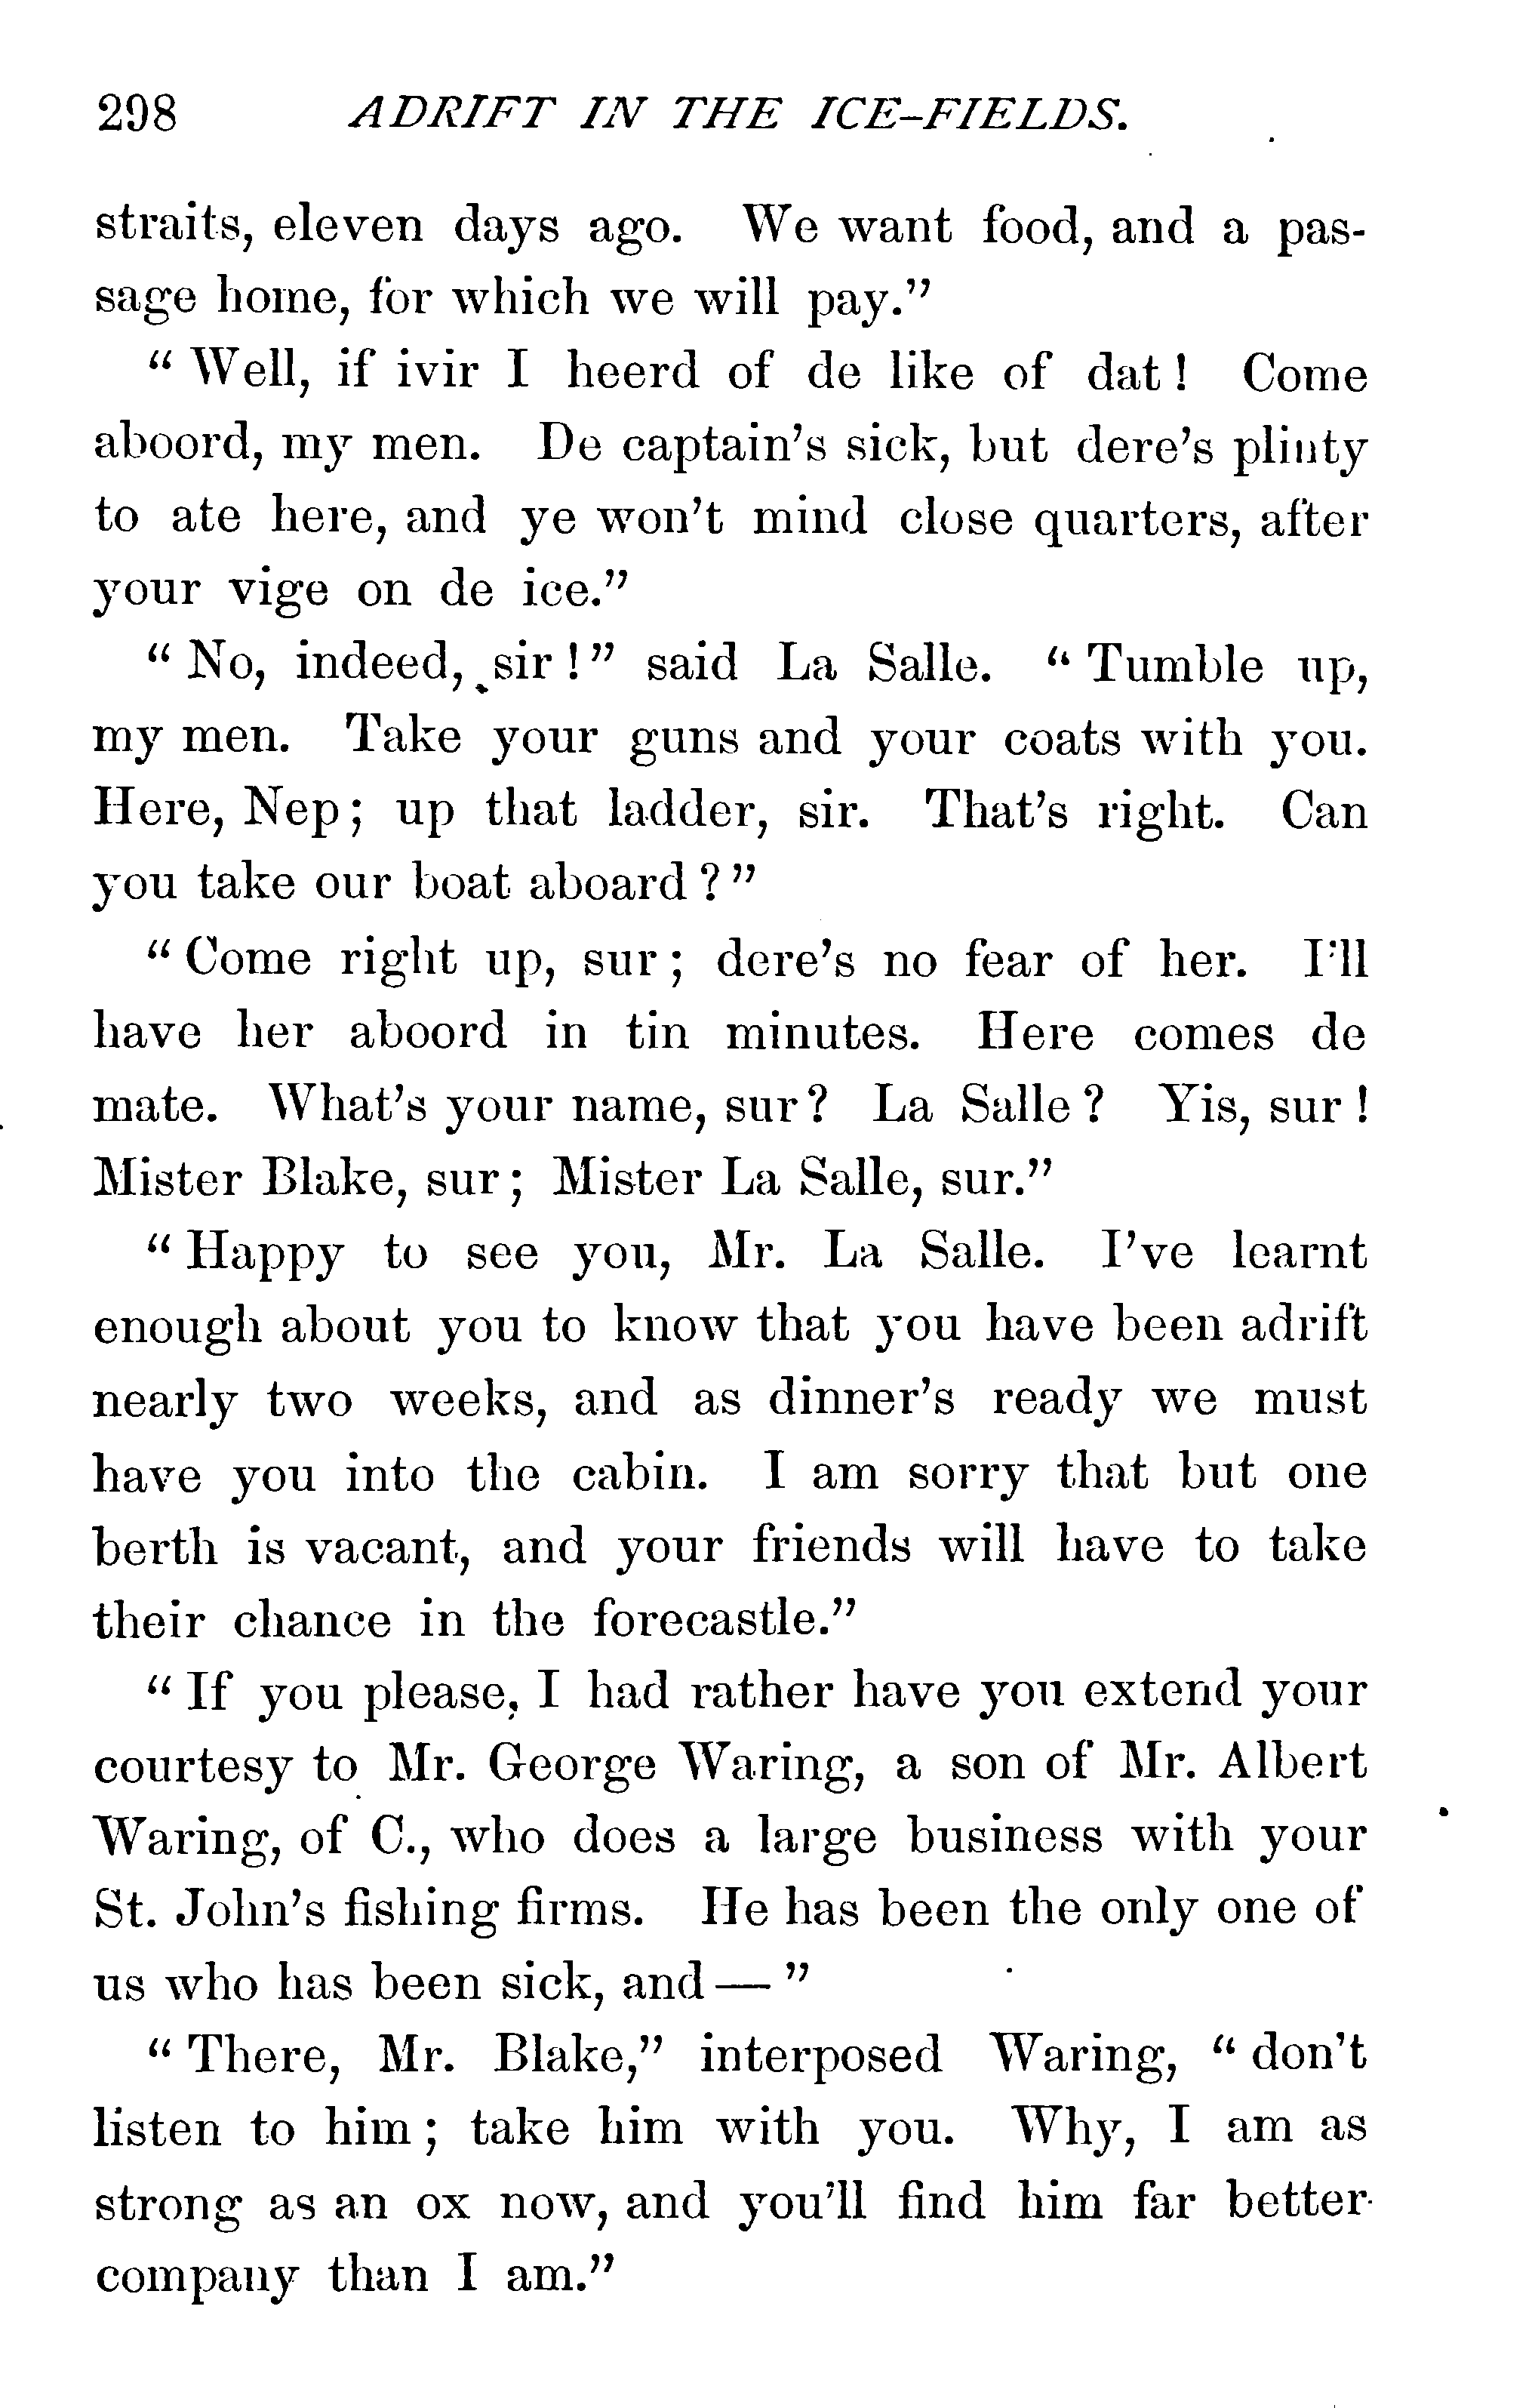 298 ADRIFT IN THE ICE-FIELDS.
straits, eleven days ago. We want food, and a pas-
sage home, for which we will pay."
"Well, if ivir I heerd of de like of dat! Come
aboord, my men. De captain's sick, but dere's plinty
to ate here, and ye won't mind close quarters, after
your vige on de ice."
"No, indeed, sir!" said La Salle. "Tumble up,
my men. Take your guns and your coats with you.
Here, Nep; up that ladder, sir. That's right. Can
you take our boat aboard?"
"Come right up, sur; dere's no fear of her. I'll
have her aboord in tin minutes. Here comes de
mate. What's your name, sur? La Salle? Yis, sur!
Mister Blake, sur; Mister La Salle, sur."
"Happy to see you, Mr. La Salle. I've learnt
enough about you to know that you have been adrift
nearly two weeks, and as dinner's ready we must
have you into the cabin. I am sorry that but one
berth is vacant, and your friends will have to take
their chance in the forecastle."
"If you please, I had rather have you extend your
courtesy to Mr. George Waring, a son of Mr. Albert
Waring, of C., who does a large business with your
St. John's fishing firms. He has been the only one of
us who has been sick, and — "
"There, Mr. Blake," interposed Waring, "don't
listen to him; take him with you. Why, I am as
strong as an ox now, and you'll find him far better
company than I am."